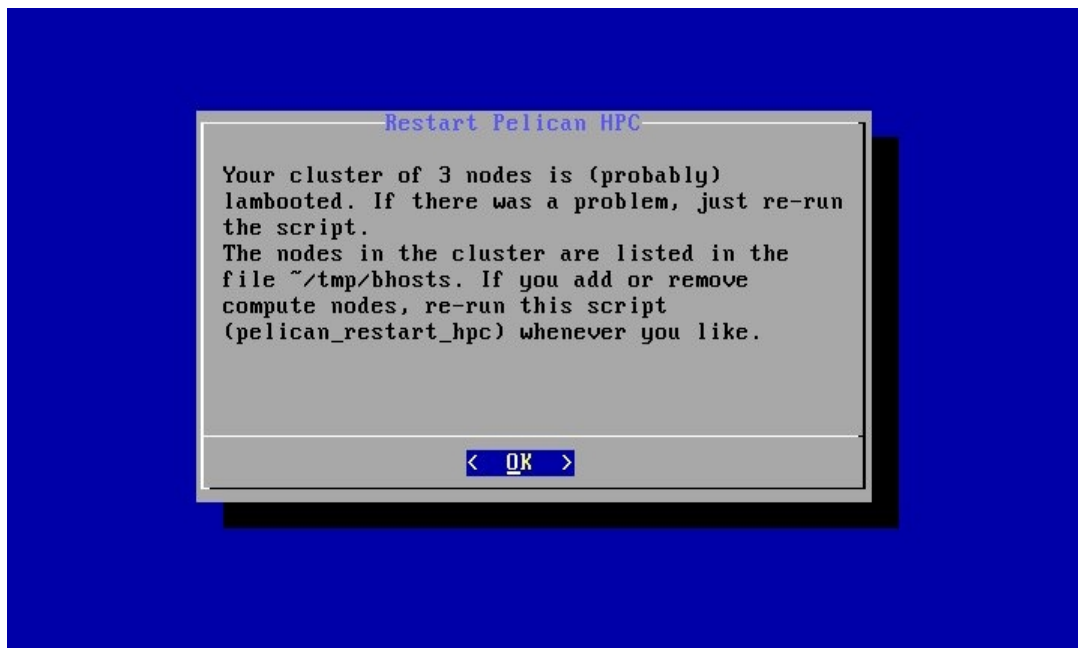 Restart Pelican HPC
Your cluster of 3 nodes is (probably)
lambooted. If there was a problem, just re-run
the script.
The nodes in the cluster are listed in the
file ~/tmp/bhosts. If you add or remove
compute nodes, re-run this script
(pelican_restart_hpc) whenever you like.
< OK >